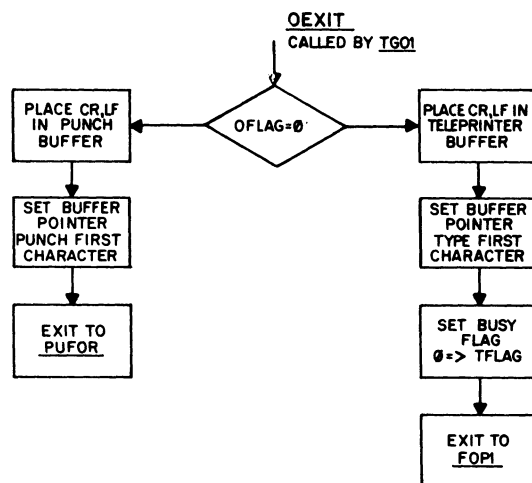 OEXIT
CALLED BY TG01
PLACE CR,LF
IN PUNCH
BUFFER
OFLAG=0
PLACE CR,LF IN
TELEPRINTER
BUFFER
SET BUFFER
POINTER
PUNCH FIRST
CHARACTER
SET BUFFER
POINTER
TYPE FIRST
CHARACTER
EXIT TO
PUFOR
SET BUSY
FLAG
0=> TFLAG
EXIT TO
FOP1